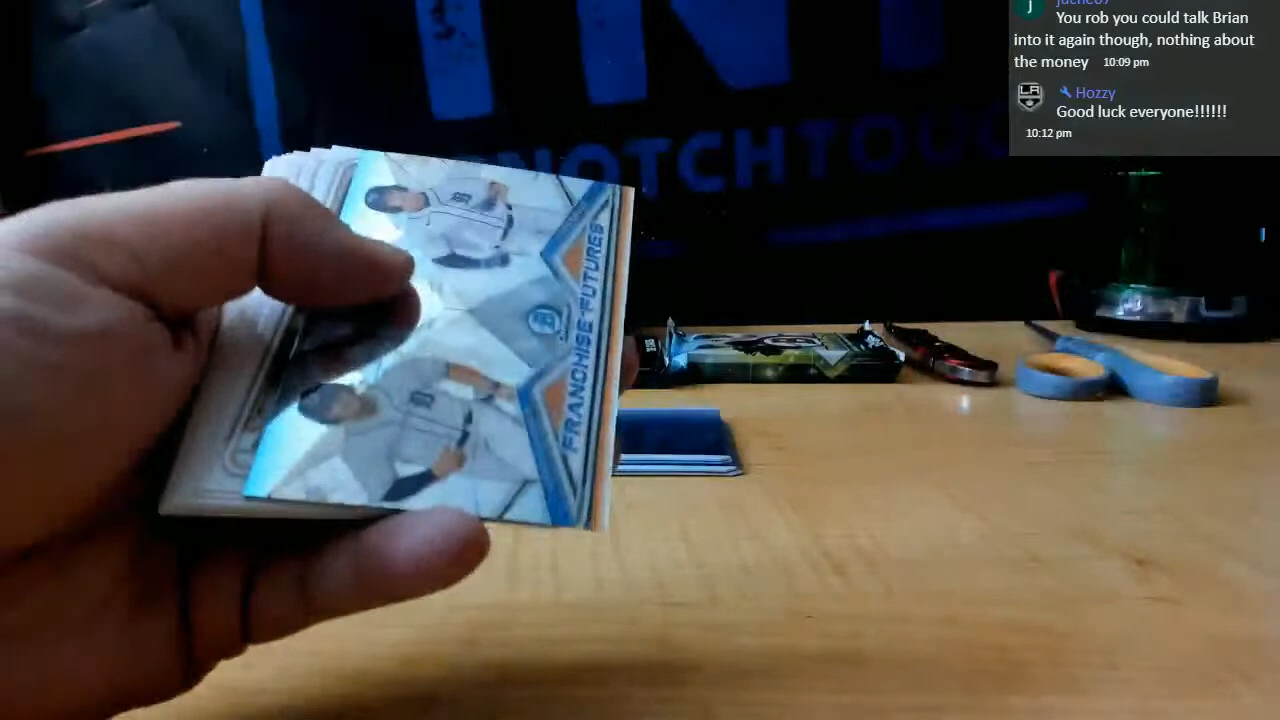 You rob you could talk Brian
into it again though, nothing about
the money 10:09 pm
Hozzy
Good luck everyone!!!!!!
10:12 pm
NOTCHTOUC
FRANCHISE FUTURES